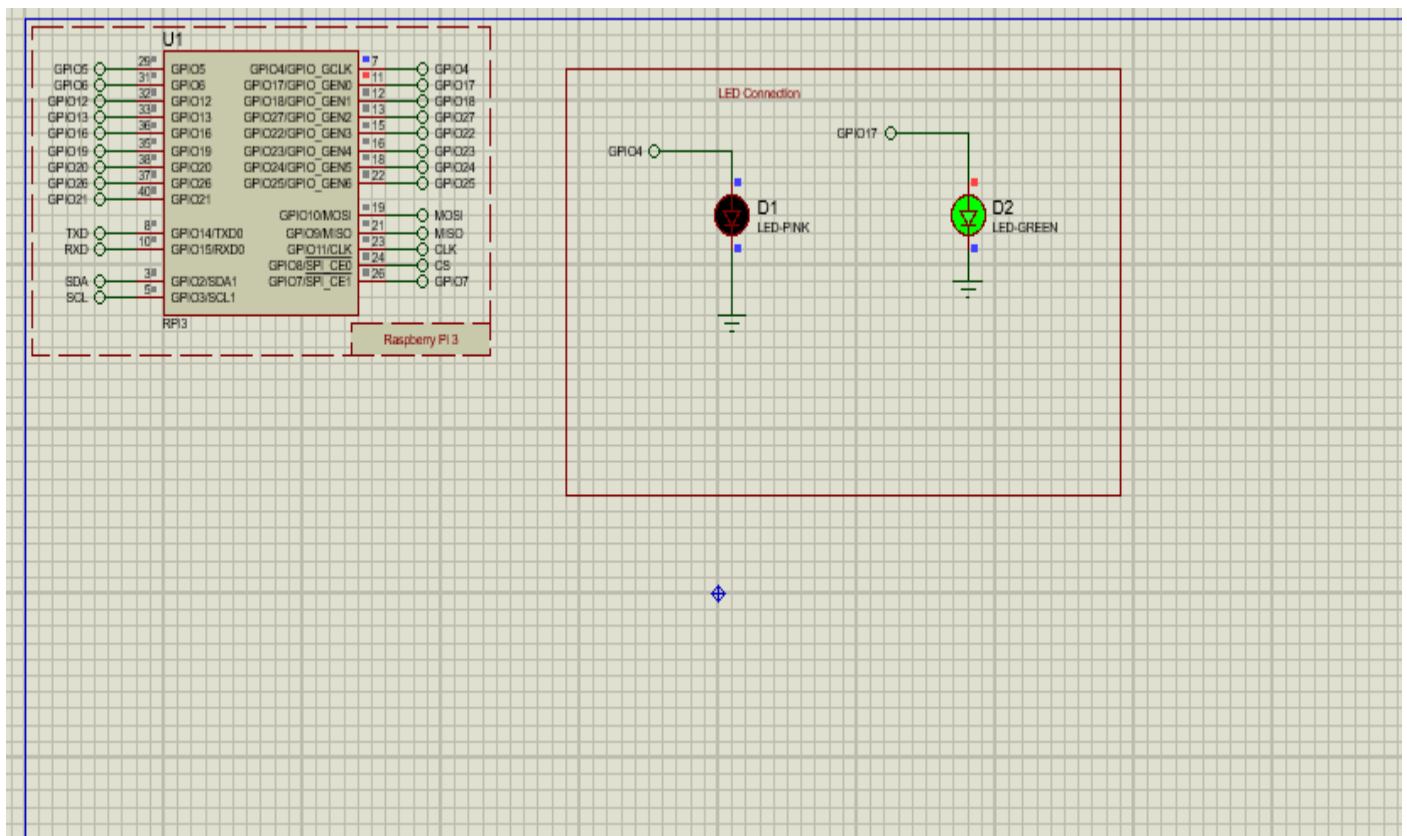 U1
GPIO5 29 GPIO5 GPIO4/GPIO_GCLK 7 GPIO4
GPIO6 31 GPIO6 GPIO17/GPIO_GEN0 11 GPIO17
GPIO12 32 GPIO12 GPIO18/GPIO_GEN1 12 GPIO18
GPIO13 33 GPIO13 GPIO27/GPIO_GEN2 13 GPIO27
GPIO16 36 GPIO16 GPIO22/GPIO_GEN3 15 GPIO22
GPIO19 35 GPIO19 GPIO23/GPIO_GEN4 16 GPIO23
GPIO20 38 GPIO20 GPIO24/GPIO_GEN5 18 GPIO24
GPIO26 37 GPIO26 GPIO25/GPIO_GEN6 22 GPIO25
GPIO21 40 GPIO21
GPIO10/MOSI 19 MOSI
TXD 8 GPIO14/TXD0 GPIO9/MISO 21 MISO
RXD 10 GPIO15/RXD0 GPIO11/CLK 23 CLK
GPIO8/SPI_CE0 24 CS
SDA 3 GPIO2/SDA1 GPIO7/SPI_CE1 26 GPIO7
SCL 5 GPIO3/SCL1
RPI3
Raspberry PI 3
LED Connection
GPIO17
GPIO4
D1
LED-PINK
D2
LED-GREEN